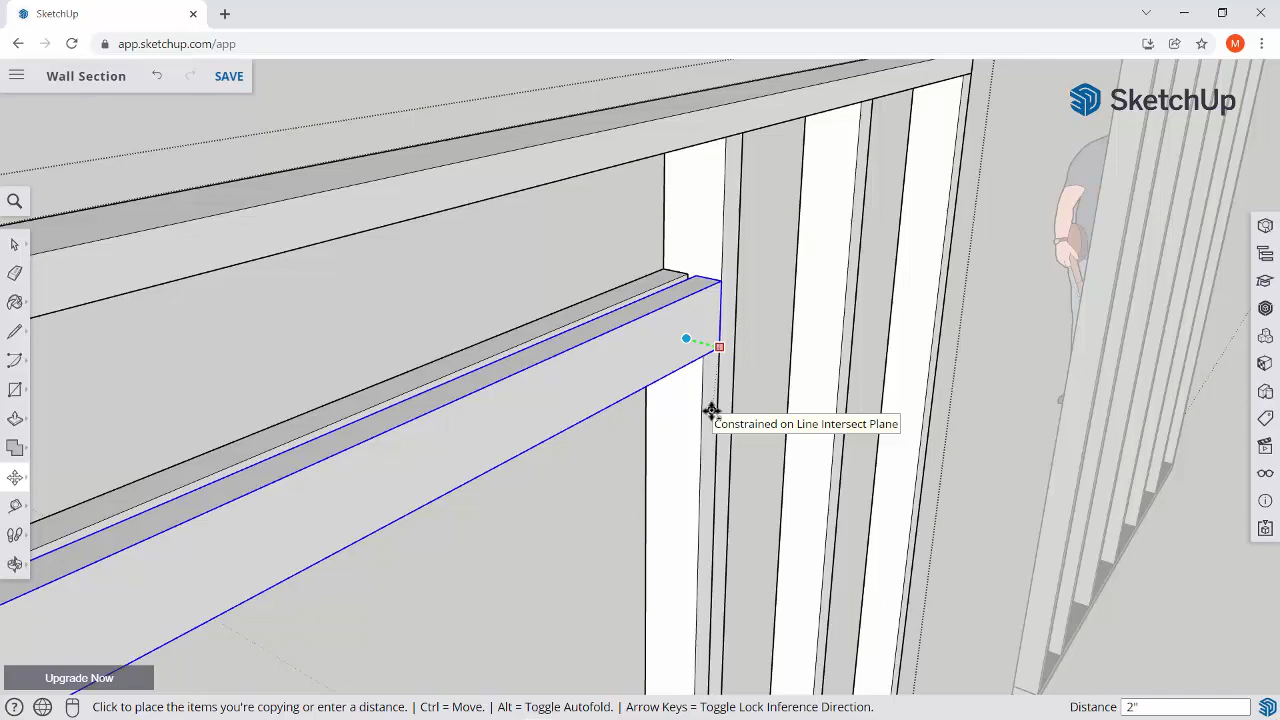 SketchUp
app.sketchup.com/app
M
Wall Section
SAVE
SketchUp
Constrained on Line Intersect Plane
Upgrade Now
Click to place the items you're copying or enter a distance. | Ctrl = Move. | Alt = Toggle Autofold. | Arrow Keys = Toggle Lock Inference Direction.
Distance 2"